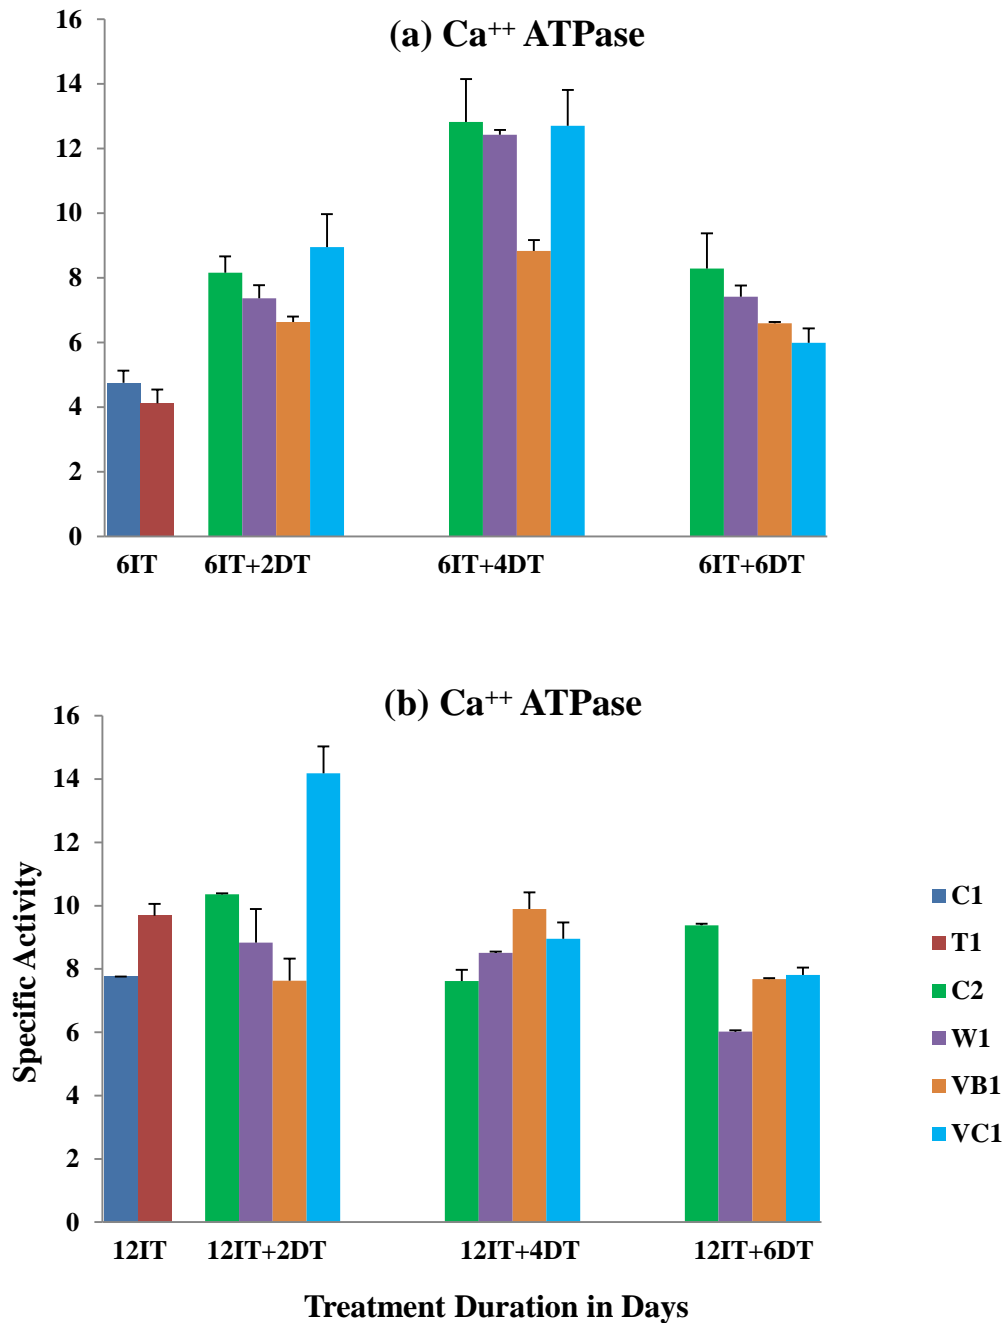 (a) Ca⁺⁺ ATPase
16
14
12
10
8
6
4
2
0
6IT 6IT+2DT 6IT+4DT 6IT+6DT
(b) Ca⁺⁺ ATPase
Specific Activity
16
14
12
10
8
6
4
2
0
12IT 12IT+2DT 12IT+4DT 12IT+6DT
Treatment Duration in Days
C1
T1
C2
W1
VB1
VC1